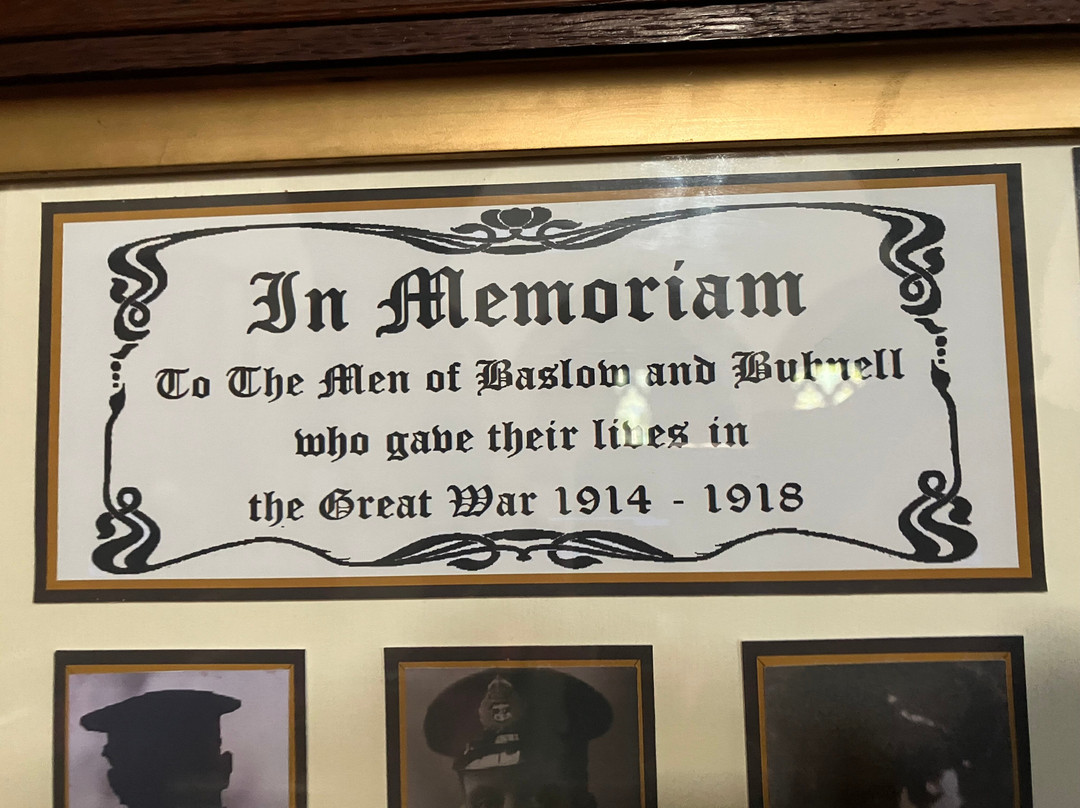 In Memoriam
To The Men of Baslow and Bubnell
who gave their lives in
the Great War 1914 - 1918